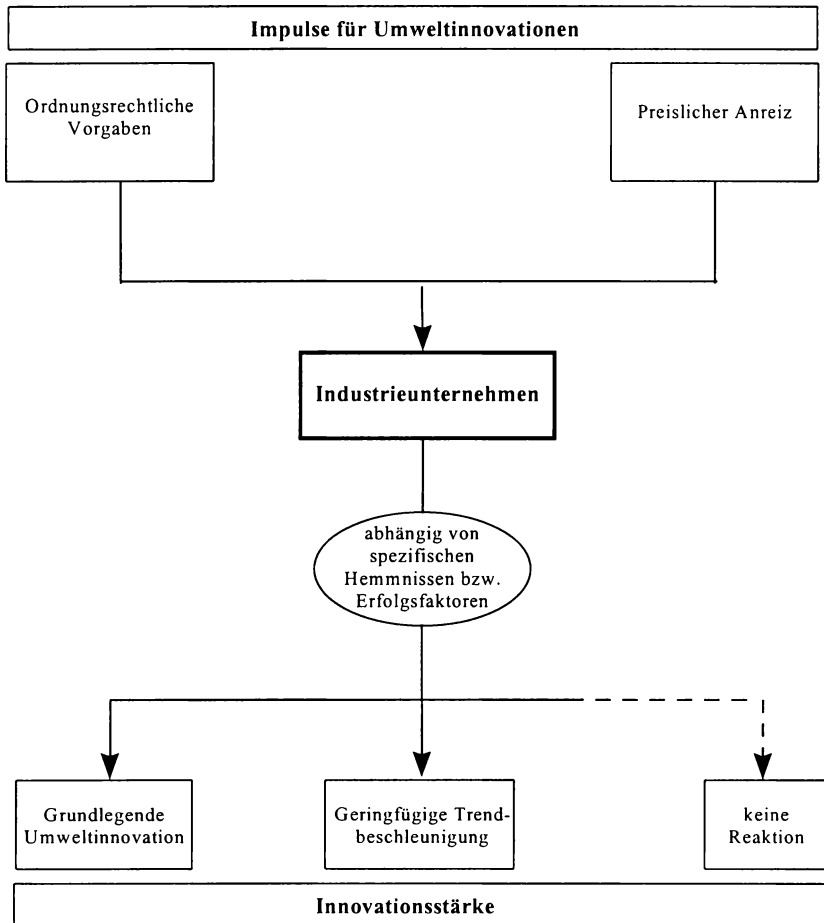 Impulse für Umweltinnovationen
Ordnungsrechtliche
Vorgaben
Preislicher Anreiz
Industrieunternehmen
abhängig von
spezifischen
Hemmnissen bzw.
Erfolgsfaktoren
Grundlegende
Umweltinnovation
Geringfügige Trend-
beschleunigung
keine
Reaktion
Innovationsstärke